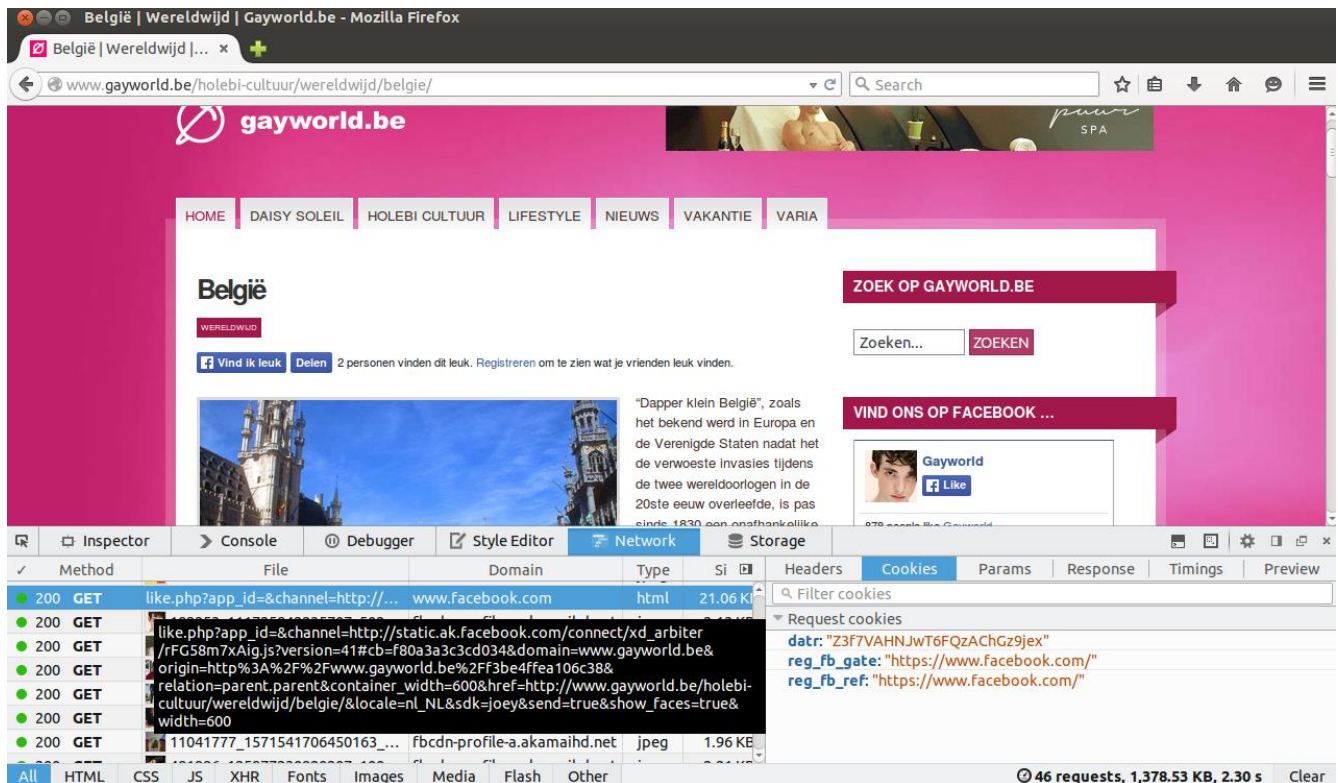 België | Wereldwijd | Gayworld.be - Mozilla Firefox
België | Wereldwijd |...
www.gayworld.be/holebi-cultuur/wereldwijd/belgie/
Search
gayworld.be
puur
SPA
HOME DAISY SOLEIL HOLEBI CULTUUR LIFESTYLE NIEUWS VAKANTIE VARIA
België
WERELDWIJD
Vind ik leuk Delen 2 personen vinden dit leuk. Registreren om te zien wat je vrienden leuk vinden.
"Dapper klein België", zoals
het bekend werd in Europa en
de Verenigde Staten nadat het
de verwoeste invasies tijdens
de twee wereldoorlogen in de
20ste eeuw overleefde, is pas
sinds 1830 een onafhankelijke
ZOEK OP GAYWORLD.BE
Zoeken... ZOEKEN
VIND ONS OP FACEBOOK ...
Gayworld
Like
878 people like Gayworld
Inspector Console Debugger Style Editor Network Storage
✓ Method File Domain Type Si
200 GET like.php?app_id=&channel=http://... www.facebook.com html 21.06 K
200 GET
200 GET
200 GET
200 GET
200 GET
200 GET 11041777_1571541706450163_... fbcdn-profile-a.akamaihd.net jpeg 1.96 KB
like.php?app_id=&channel=http://static.ak.facebook.com/connect/xd_arbiter
/rFG58m7xAig.js?version=41#cb=f80a3a3c3cd034&domain=www.gayworld.be&
origin=http%3A%2F%2Fwww.gayworld.be%2Ff3be4ffea106c38&
relation=parent.parent&container_width=600&href=http://www.gayworld.be/holebi-
cultuur/wereldwijd/belgie/&locale=nl_NL&sdk=joey&send=true&show_faces=true&
width=600
Headers Cookies Params Response Timings Preview
Filter cookies
Request cookies
datr: "Z3f7VAHNJwT6FQzAChGz9jex"
reg_fb_gate: "https://www.facebook.com/"
reg_fb_ref: "https://www.facebook.com/"
All HTML CSS JS XHR Fonts Images Media Flash Other
46 requests, 1,378.53 KB, 2.30 s Clear